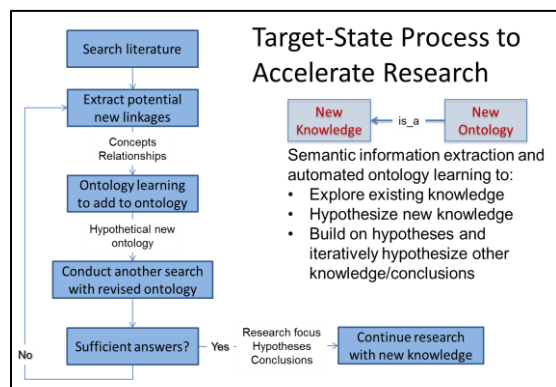 Target-State Process to
Accelerate Research
Search literature
Extract potential
new linkages
Concepts
Relationships
Ontology learning
to add to ontology
Hypothetical new
ontology
Conduct another search
with revised ontology
Sufficient answers?
No
Yes
Research focus
Hypotheses
Conclusions
Continue research
with new knowledge
New
Knowledge
is_a
New
Ontology
Semantic information extraction and
automated ontology learning to:
• Explore existing knowledge
• Hypothesize new knowledge
• Build on hypotheses and
iteratively hypothesize other
knowledge/conclusions